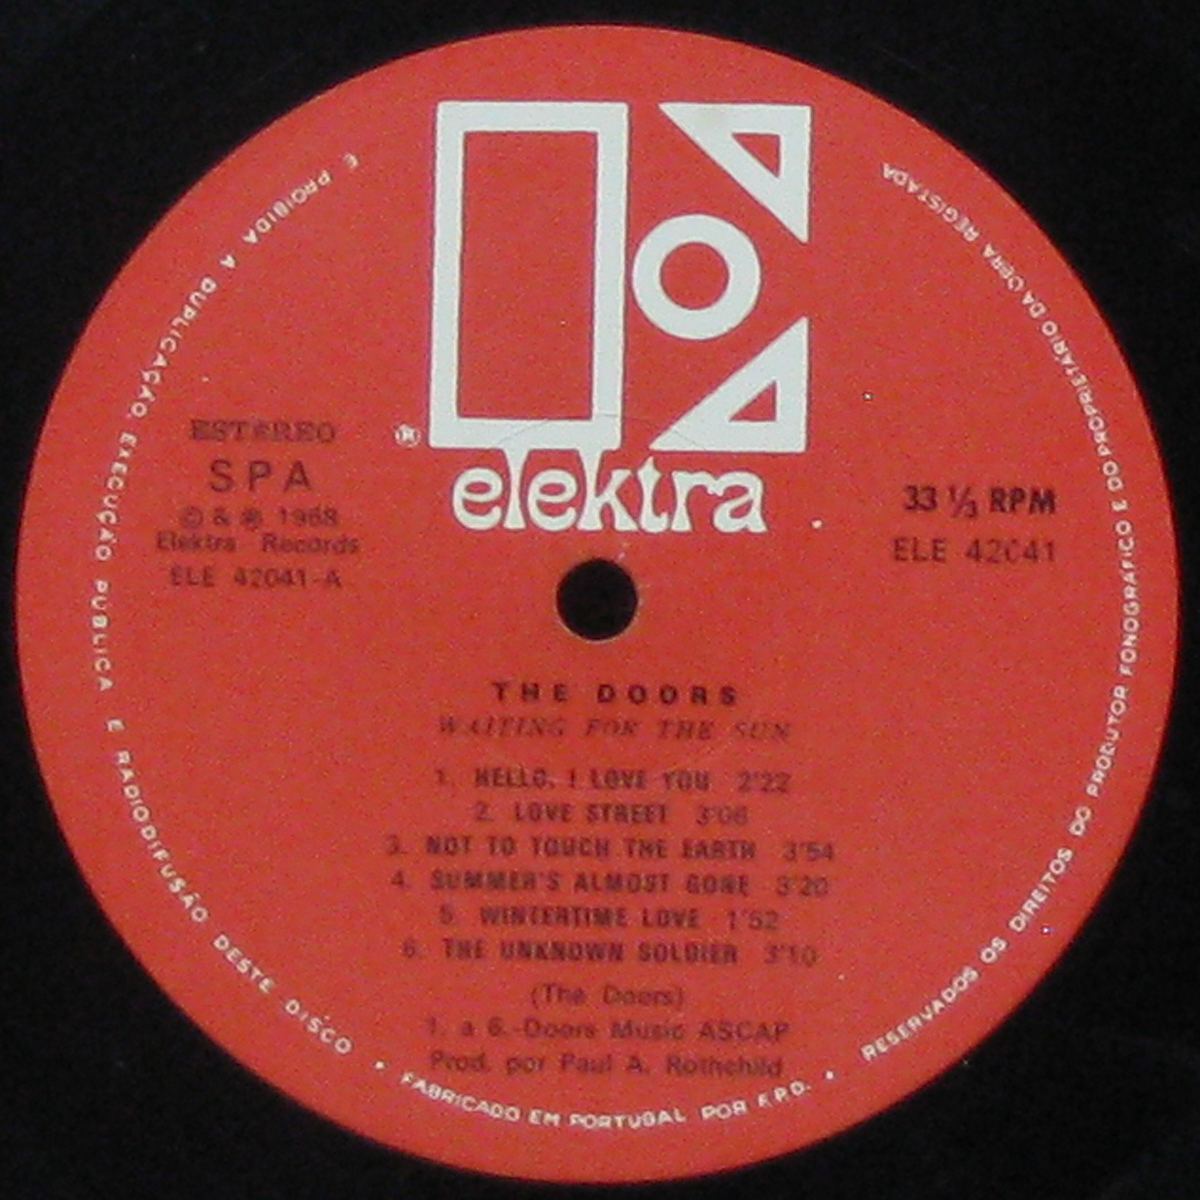 elektra
®
ESTÉREO
SPA
© & ℗ 1968
Elektra Records
ELE 42041-A
33 ⅓ RPM
ELE 42041
THE DOORS
WAITING FOR THE SUN
1. HELLO, I LOVE YOU 2'22
2. LOVE STREET 3'06
3. NOT TO TOUCH THE EARTH 3'54
4. SUMMER'S ALMOST GONE 3'20
5. WINTERTIME LOVE 1'52
6. THE UNKNOWN SOLDIER 3'10
(The Doors)
1. a 6.-Doors Music ASCAP
Prod. por Paul A. Rothchild
É PROIBIDA A DUPLICAÇÃO, EXECUÇÃO PUBLICA E RADIODIFUSÃO DESTE DISCO • FABRICADO EM PORTUGAL POR F.P.D. • RESERVADOS OS DIREITOS DO PRODUTOR FONOGRAFICO E DO PROPRIETÁRIO DA OBRA REGISTADA